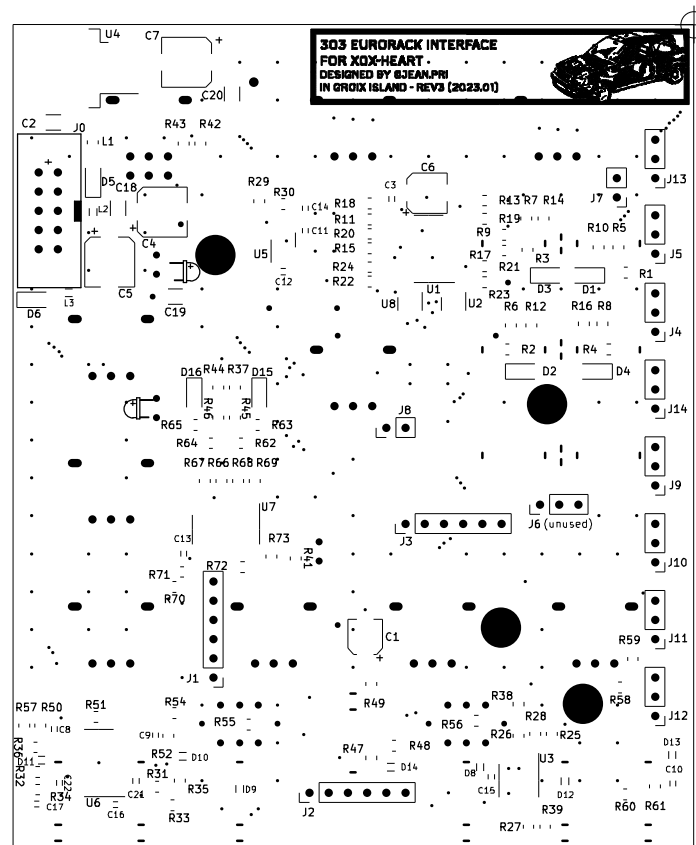 U4
C7
+
303 EURORACK INTERFACE
FOR X0X-HEART
DESIGNED BY @JEAN.PRI
IN GROIX ISLAND - REV3 (2023.01)
C20
C2
J0
R43 R42
L1
+
D5
C18
L2
C4
+
+
C5
D6
L3
C19
R29
R30
C14
C11
U5
C12
C3
C6
+
R18
R11
R20
R15
R24
R22
R13 R7 R14
R19
R9
R17
R21
R23
R3
R10 R5
R1
D3
D1
J13
J7
J5
J4
U8
U1
U2
R6 R12
R16 R8
R2
R4
D2
D4
J14
D16
R44 R37
D15
+
R46
R45
R65
R63
R64
R62
J8
R67 R66 R68 R69
U7
J9
J6 (unused)
J3
C13
R72
R73
R41
R71
R70
J10
C1
+
J11
R59
J1
R49
R58
J12
R57 R50
R51
R54
R55
R38
R28
R56
R26
R25
C8
C9
R36
D11
R32
R52
D10
R47
R48
D14
D8
C15
U3
D12
D13
C10
C22
R34
C17
U6
C21
C16
R31
R35
R33
D9
J2
R60
R61
R39
R27